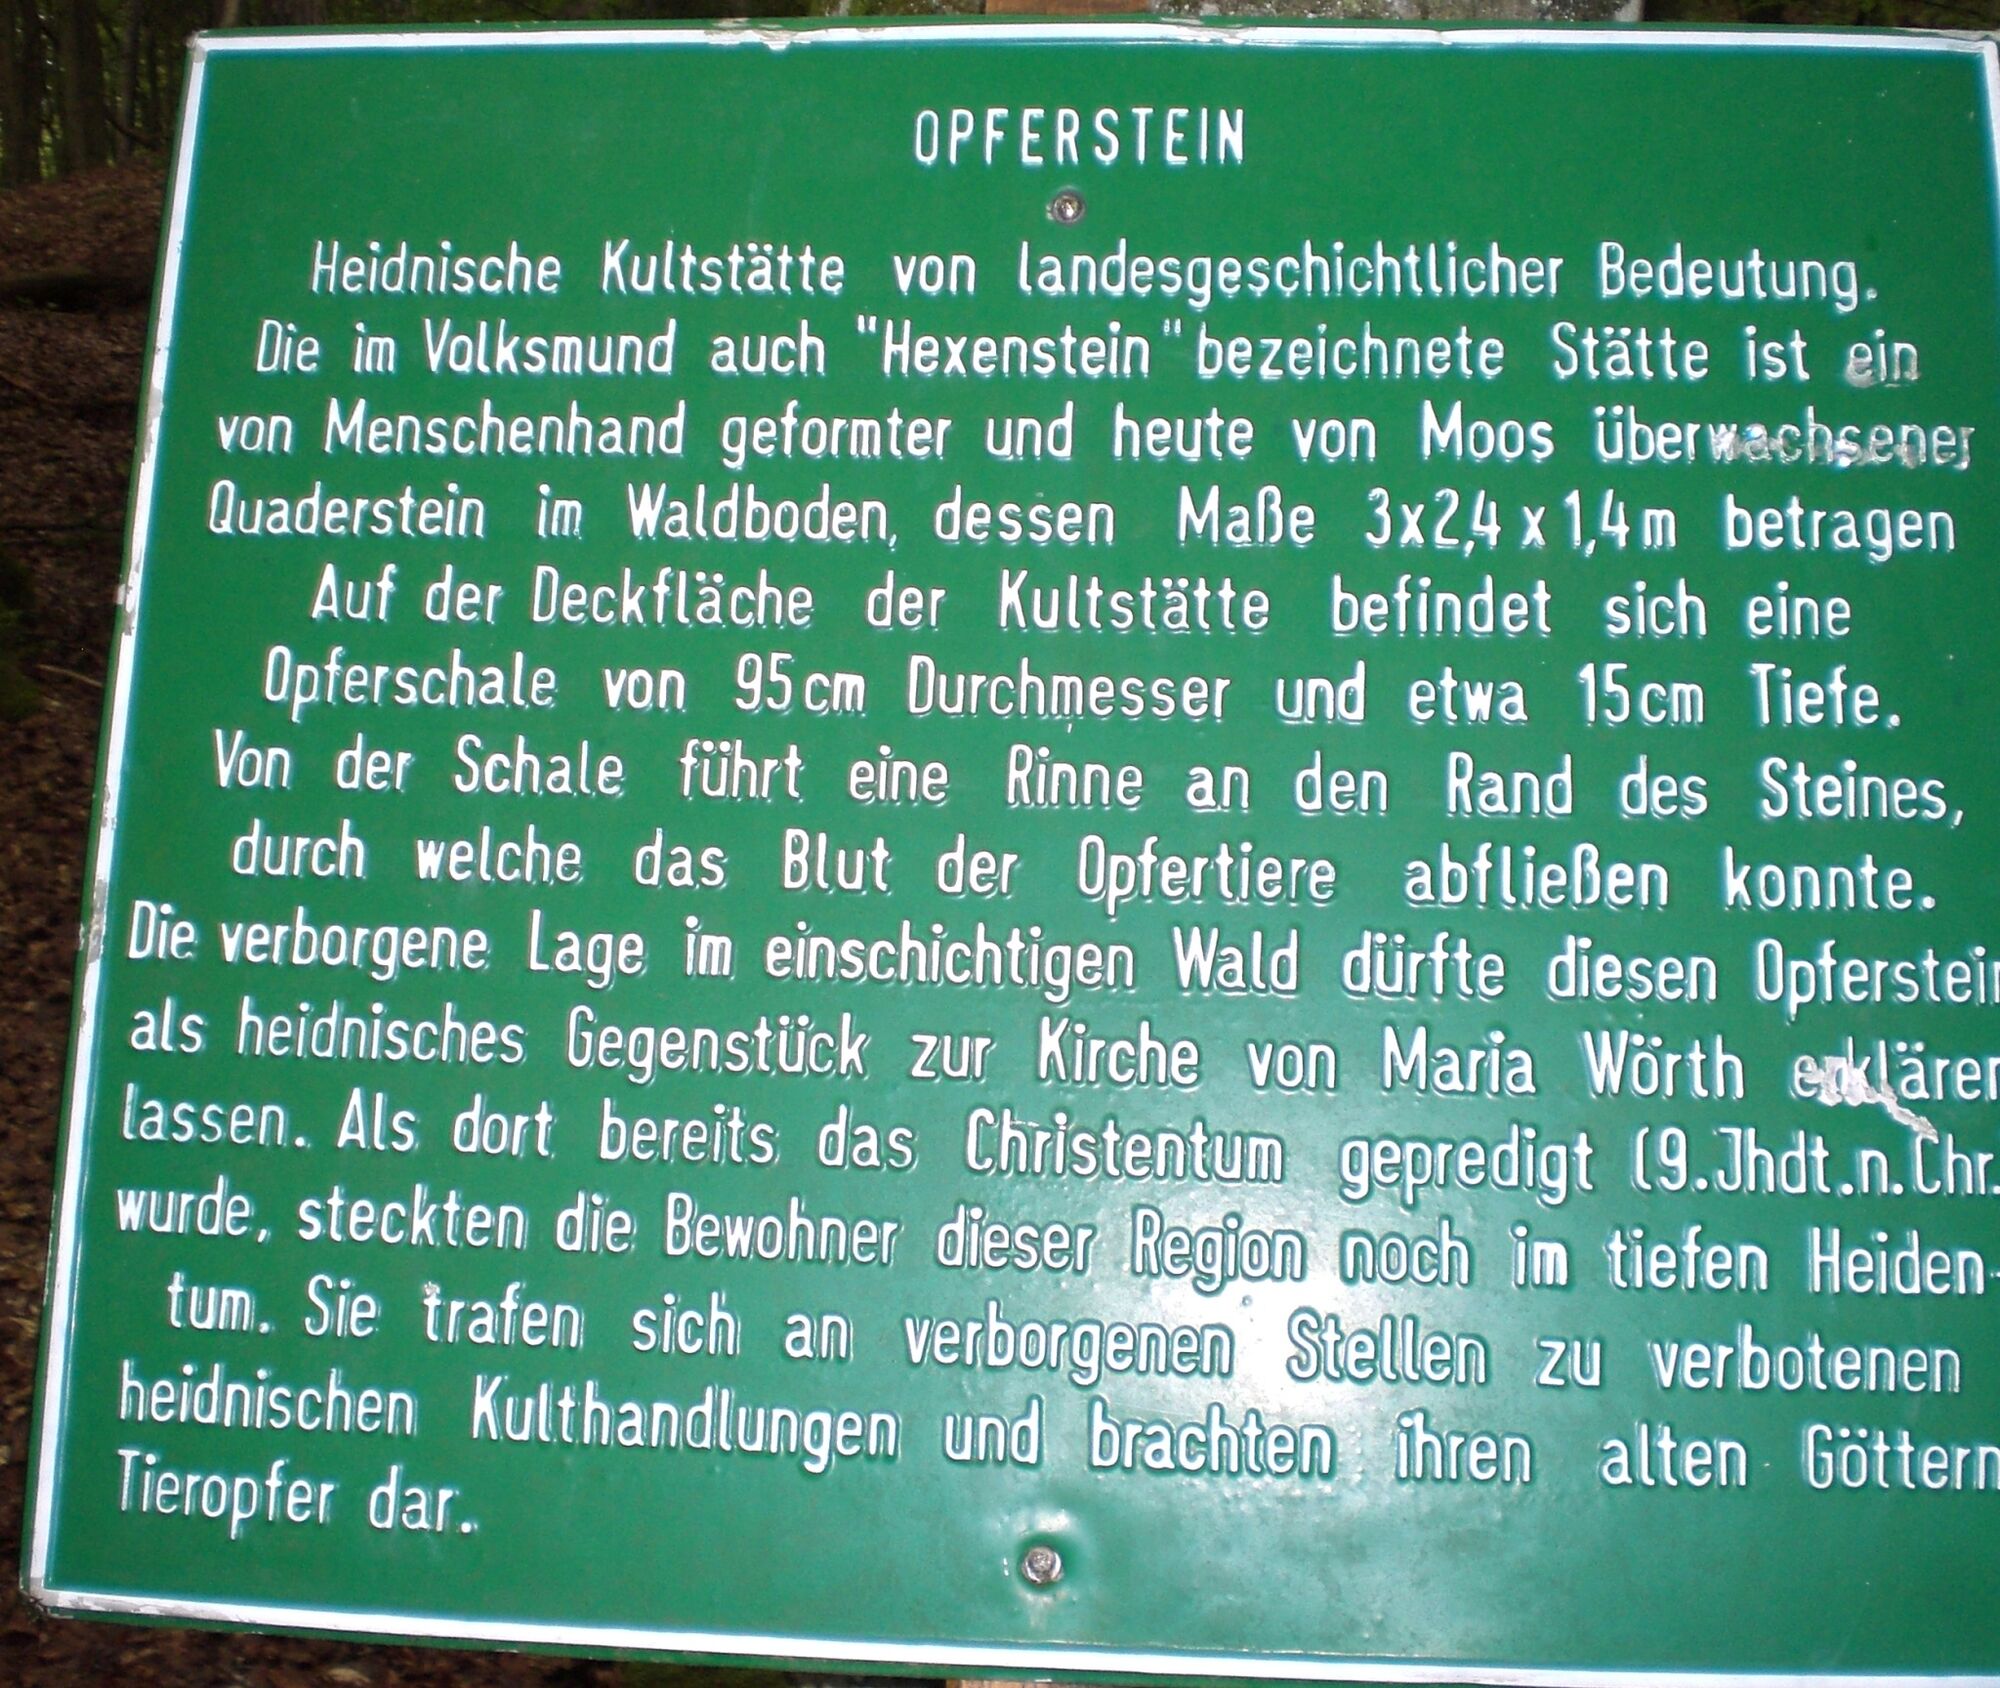 OPFERSTEIN
Heidnische Kultstätte von landesgeschichtlicher Bedeutung.
Die im Volksmund auch "Hexenstein" bezeichnete Stätte ist ein
von Menschenhand geformter und heute von Moos überwachsener
Quaderstein im Waldboden, dessen Maße 3x2,4 x 1,4m betragen
Auf der Deckfläche der Kultstätte befindet sich eine
Opferschale von 95cm Durchmesser und etwa 15cm Tiefe.
Von der Schale führt eine Rinne an den Rand des Steines,
durch welche das Blut der Opfertiere abfließen konnte.
Die verborgene Lage im einschichtigen Wald dürfte diesen Opferstein
als heidnisches Gegenstück zur Kirche von Maria Wörth erklären
lassen. Als dort bereits das Christentum gepredigt (9.Jhdt.n.Chr.
wurde, steckten die Bewohner dieser Region noch im tiefen Heiden-
tum. Sie trafen sich an verborgenen Stellen zu verbotenen
heidnischen Kulthandlungen und brachten ihren alten Göttern
Tieropfer dar.